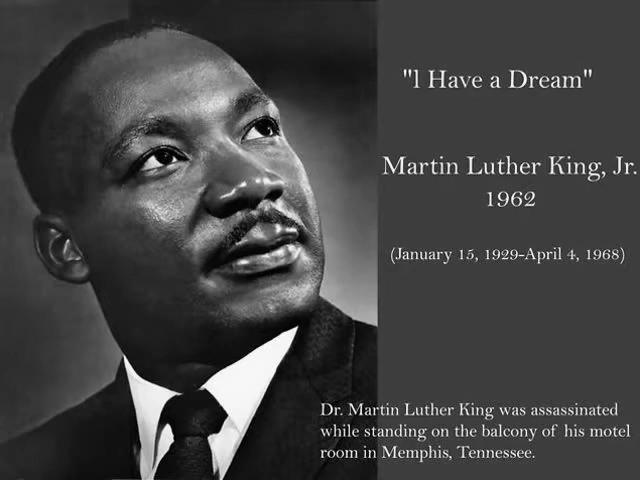 "l Have a Dream"
Martin Luther King, Jr.
1962
(January 15, 1929-April 4, 1968)
Dr. Martin Luther King was assassinated
while standing on the balcony of his motel
room in Memphis, Tennessee.